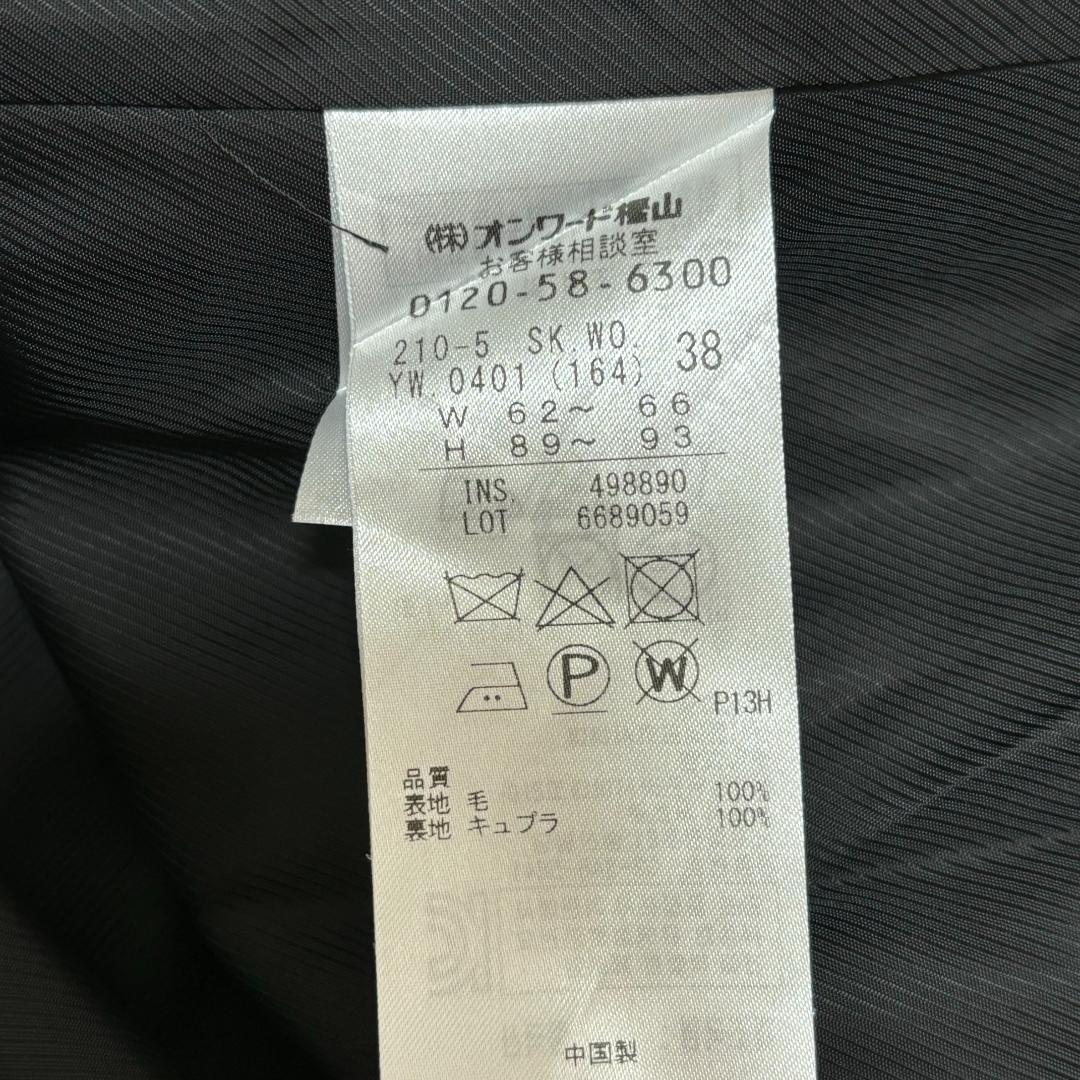 (株)オンワード樫山
お客様相談室
0120-58-6300
210-5 SK.WO. 38
YW.0401 (164)
W 62~ 66
H 89~ 93
INS. 498890
LOT 6689059
P W P13H
品質
表地 毛 100%
裏地 キュプラ 100%
中国製